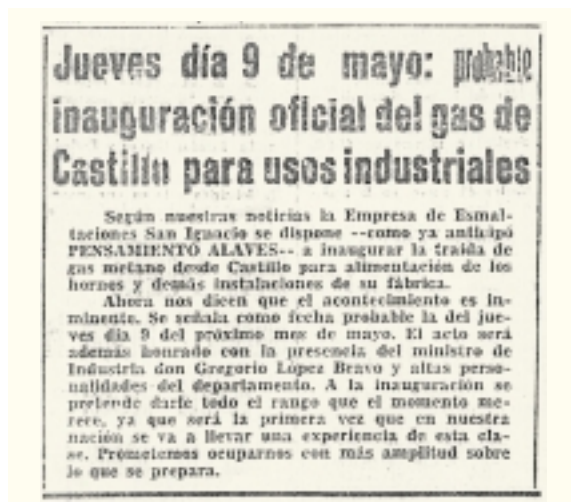 Jueves día 9 de mayo: probable
inauguración oficial del gas de
Castillo para usos industriales
Según nuestras noticias la Empresa de Esmal-
taciones San Ignacio se dispone --como ya anticipó
PENSAMIENTO ALAVES-- a inaugurar la traída de
gas metano desde Castillo para alimentación de los
hornos y demás instalaciones de su fábrica.
Ahora nos dicen que el acontecimiento es in-
minente. Se señala como fecha probable la del jue-
ves día 9 del próximo mes de mayo. El acto será
además honrado con la presencia del ministro de
Industria don Gregorio López Bravo y altas perso-
nalidades del departamento. A la inauguración se
pretende darle todo el rango que el momento me-
rece, ya que será la primera vez que en nuestra
nación se va a llevar una experiencia de esta cla-
se. Prometemos ocuparnos con más amplitud sobre
lo que se prepara.